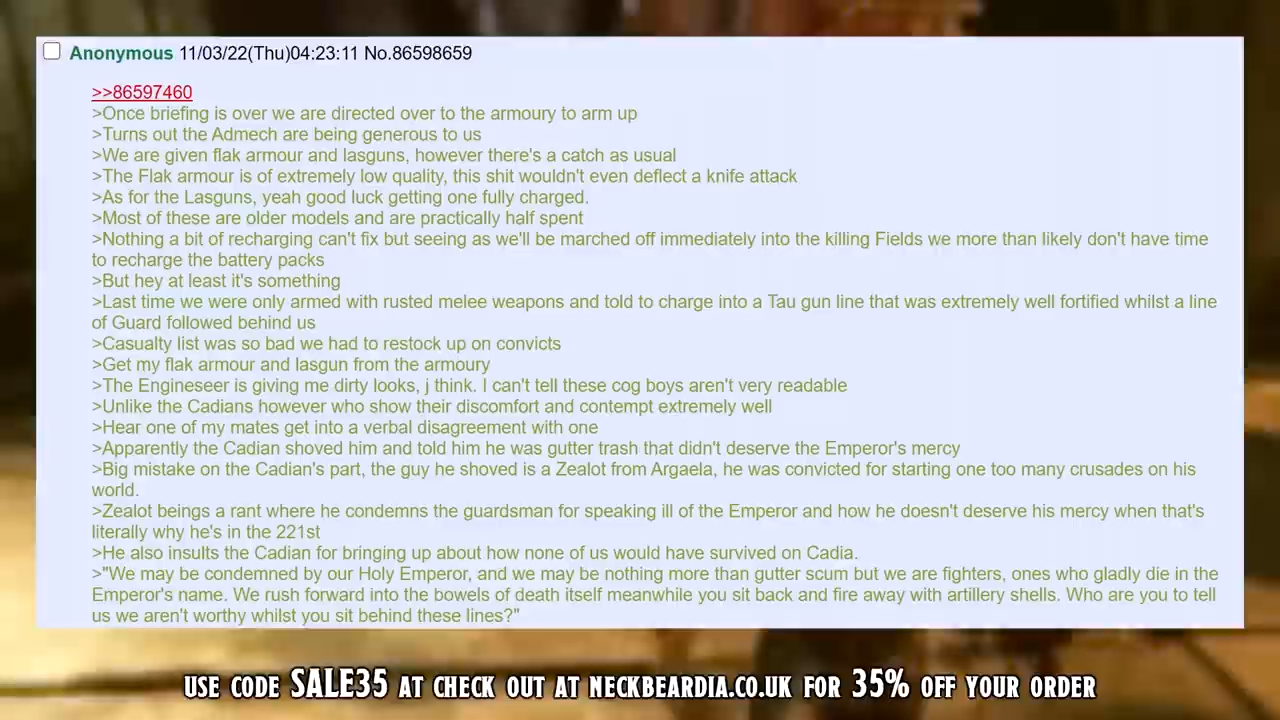 Anonymous 11/03/22(Thu)04:23:11 No.86598659
>>86597460
>Once briefing is over we are directed over to the armoury to arm up
>Turns out the Admech are being generous to us
>We are given flak armour and lasguns, however there's a catch as usual
>The Flak armour is of extremely low quality, this shit wouldn't even deflect a knife attack
>As for the Lasguns, yeah good luck getting one fully charged.
>Most of these are older models and are practically half spent
>Nothing a bit of recharging can't fix but seeing as we'll be marched off immediately into the killing Fields we more than likely don't have time
to recharge the battery packs
>But hey at least it's something
>Last time we were only armed with rusted melee weapons and told to charge into a Tau gun line that was extremely well fortified whilst a line
of Guard followed behind us
>Casualty list was so bad we had to restock up on convicts
>Get my flak armour and lasgun from the armoury
>The Engineseer is giving me dirty looks, j think. I can't tell these cog boys aren't very readable
>Unlike the Cadians however who show their discomfort and contempt extremely well
>Hear one of my mates get into a verbal disagreement with one
>Apparently the Cadian shoved him and told him he was gutter trash that didn't deserve the Emperor's mercy
>Big mistake on the Cadian's part, the guy he shoved is a Zealot from Argaela, he was convicted for starting one too many crusades on his
world.
>Zealot beings a rant where he condemns the guardsman for speaking ill of the Emperor and how he doesn't deserve his mercy when that's
literally why he's in the 221st
>He also insults the Cadian for bringing up about how none of us would have survived on Cadia.
>"We may be condemned by our Holy Emperor, and we may be nothing more than gutter scum but we are fighters, ones who gladly die in the
Emperor's name. We rush forward into the bowels of death itself meanwhile you sit back and fire away with artillery shells. Who are you to tell
us we aren't worthy whilst you sit behind these lines?"
USE CODE SALE35 AT CHECK OUT AT NECKBEARDIA.CO.UK FOR 35% OFF YOUR ORDER